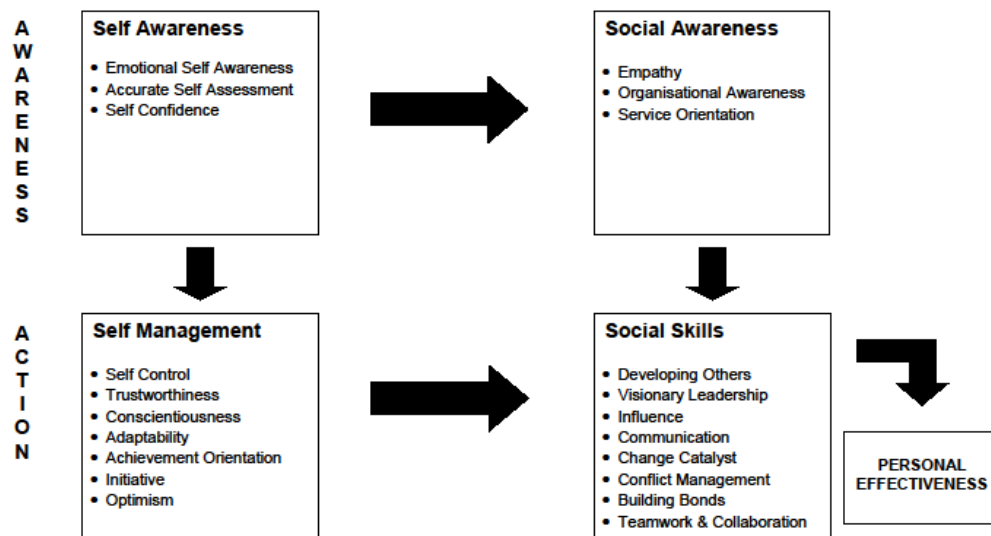 AWARENESS
Self Awareness
• Emotional Self Awareness
• Accurate Self Assessment
• Self Confidence
Social Awareness
• Empathy
• Organisational Awareness
• Service Orientation
ACTION
Self Management
• Self Control
• Trustworthiness
• Conscientiousness
• Adaptability
• Achievement Orientation
• Initiative
• Optimism
Social Skills
• Developing Others
• Visionary Leadership
• Influence
• Communication
• Change Catalyst
• Conflict Management
• Building Bonds
• Teamwork & Collaboration
PERSONAL
EFFECTIVENESS